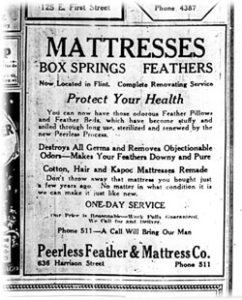 125 E. First Street Phone 4387
MATTRESSES
BOX SPRINGS FEATHERS
Now Located in Flint. Complete Renovating Service
Protect Your Health
You can now have those odorous Feather Pillows
and Feather Beds, which have become stuffy and
soiled through long use, sterilized and renewed by the
new Peerless Process.
Destroys All Germs and Removes Objectionable
Odors—Makes Your Feathers Downy and Pure
Cotton, Hair and Kapoc Mattresses Remade
Don't throw away that mattress you bought just
a few years ago. No matter in what condition it is
we can make it just like new.
ONE-DAY SERVICE
Our Price is Reasonable—Work Fully Guaranteed.
We Call for and Deliver.
Phone 511—A Call Will Bring Our Man
Peerless Feather & Mattress Co.
636 Harrison Street Phone 511